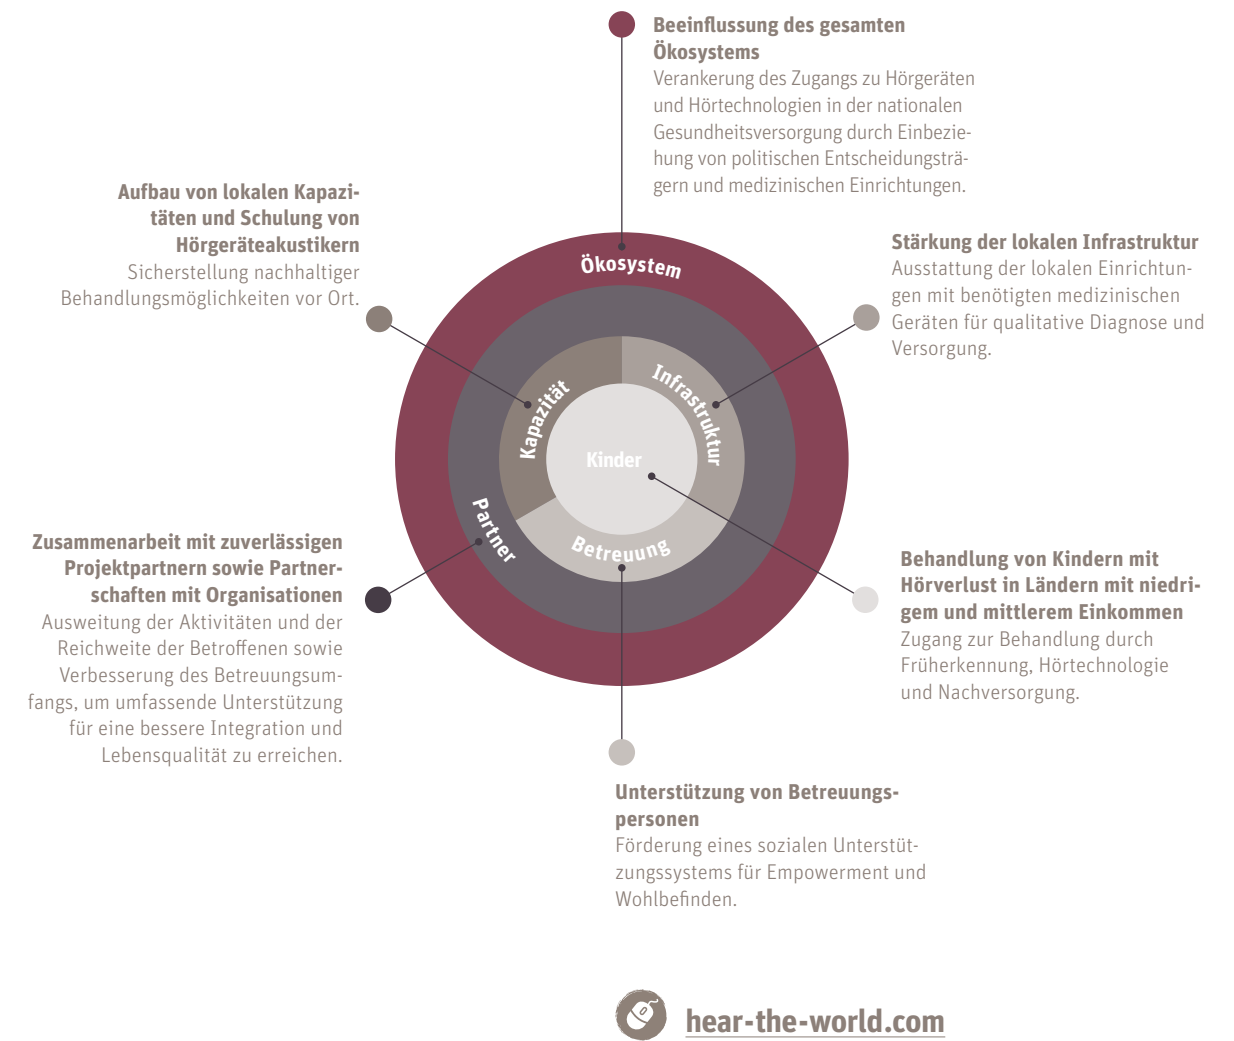 Beeinflussung des gesamten
Ökosystems
Verankerung des Zugangs zu Hörgeräten
und Hörtechnologien in der nationalen
Gesundheitsversorgung durch Einbezie-
hung von politischen Entscheidungsträ-
gern und medizinischen Einrichtungen.
Aufbau von lokalen Kapazi-
täten und Schulung von
Hörgeräteakustikern
Sicherstellung nachhaltiger
Behandlungsmöglichkeiten vor Ort.
Stärkung der lokalen Infrastruktur
Ausstattung der lokalen Einrichtun-
gen mit benötigten medizinischen
Geräten für qualitative Diagnose und
Versorgung.
Ökosystem
Kapazität
Infrastruktur
Kinder
Partner
Betreuung
Zusammenarbeit mit zuverlässigen
Projektpartnern sowie Partner-
schaften mit Organisationen
Ausweitung der Aktivitäten und der
Reichweite der Betroffenen sowie
Verbesserung des Betreuungsum-
fangs, um umfassende Unterstützung
für eine bessere Integration und
Lebensqualität zu erreichen.
Behandlung von Kindern mit
Hörverlust in Ländern mit niedri-
gem und mittlerem Einkommen
Zugang zur Behandlung durch
Früherkennung, Hörtechnologie
und Nachversorgung.
Unterstützung von Betreuungs-
personen
Förderung eines sozialen Unterstüt-
zungssystems für Empowerment und
Wohlbefinden.
hear-the-world.com